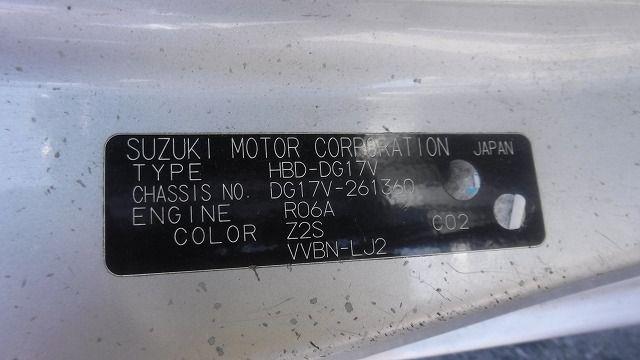 SUZUKI MOTOR CORPORATION JAPAN
TYPE HBD-DG17V
CHASSIS NO. DG17V-261360
ENGINE R06A
COLOR Z2S C02
VVBN-LJ2